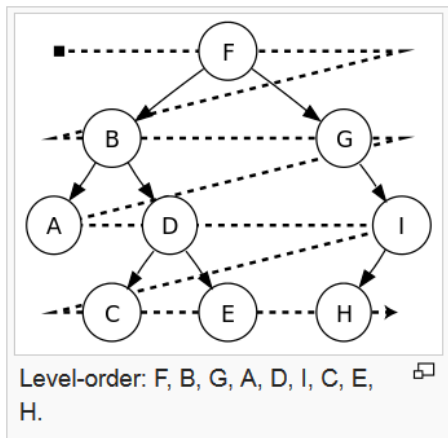 F
B G
A D I
C E H
Level-order: F, B, G, A, D, I, C, E,
H.